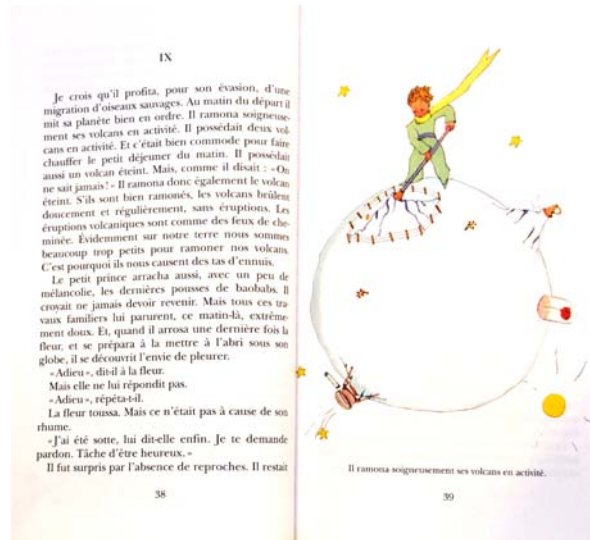 IX
Je crois qu'il profita, pour son évasion, d'une
migration d'oiseaux sauvages. Au matin du départ il
mit sa planète bien en ordre. Il ramona soigneuse-
ment ses volcans en activité. Il possédait deux vol-
cans en activité. Et c'était bien commode pour faire
chauffer le petit déjeuner du matin. Il possédait
aussi un volcan éteint. Mais, comme il disait : «On
ne sait jamais!» Il ramona donc également le volcan
éteint. S'ils sont bien ramonés, les volcans brûlent
doucement et régulièrement, sans éruptions. Les
éruptions volcaniques sont comme des feux de che-
minée. Évidemment sur notre terre nous sommes
beaucoup trop petits pour ramoner nos volcans.
C'est pourquoi ils nous causent des tas d'ennuis.
Le petit prince arracha aussi, avec un peu de
mélancolie, les dernières pousses de baobabs. Il
croyait ne jamais devoir revenir. Mais tous ces tra-
vaux familiers lui parurent, ce matin-là, extrême-
ment doux. Et, quand il arrosa une dernière fois la
fleur, et se prépara à la mettre à l'abri sous son
globe, il se découvrit l'envie de pleurer.
«Adieu», dit-il à la fleur.
Mais elle ne lui répondit pas.
«Adieu», répéta-t-il.
La fleur toussa. Mais ce n'était pas à cause de son
rhume.
«J'ai été sotte, lui dit-elle enfin. Je te demande
pardon. Tâche d'être heureux.»
Il fut surpris par l'absence de reproches. Il restait
38
Il ramona soigneusement ses volcans en activité.
39